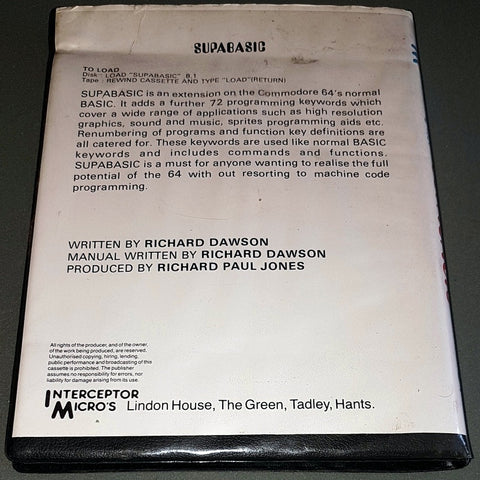 SUPABASIC
TO LOAD
Disk: LOAD "SUPABASIC" 8.1
Tape: REWIND CASSETTE AND TYPE "LOAD"(RETURN)
SUPABASIC is an extension on the Commodore 64's normal
BASIC. It adds a further 72 programming keywords which
cover a wide range of applications such as high resolution
graphics, sound and music, sprites programming aids etc.
Renumbering of programs and function key definitions are
all catered for. These keywords are used like normal BASIC
keywords and includes commands and functions.
SUPABASIC is a must for anyone wanting to realise the full
potential of the 64 with out resorting to machine code
programming.
WRITTEN BY RICHARD DAWSON
MANUAL WRITTEN BY RICHARD DAWSON
PRODUCED BY RICHARD PAUL JONES
All rights of the producer, and of the owner,
of the work being produced, are reserved.
Unauthorised copying, hiring, lending,
public performance and broadcasting of this
cassette is prohibited. The publisher
assumes no responsibility for errors, nor
liability for damage arising from its use.
INTERCEPTOR
MICRO'S Lindon House, The Green, Tadley, Hants.